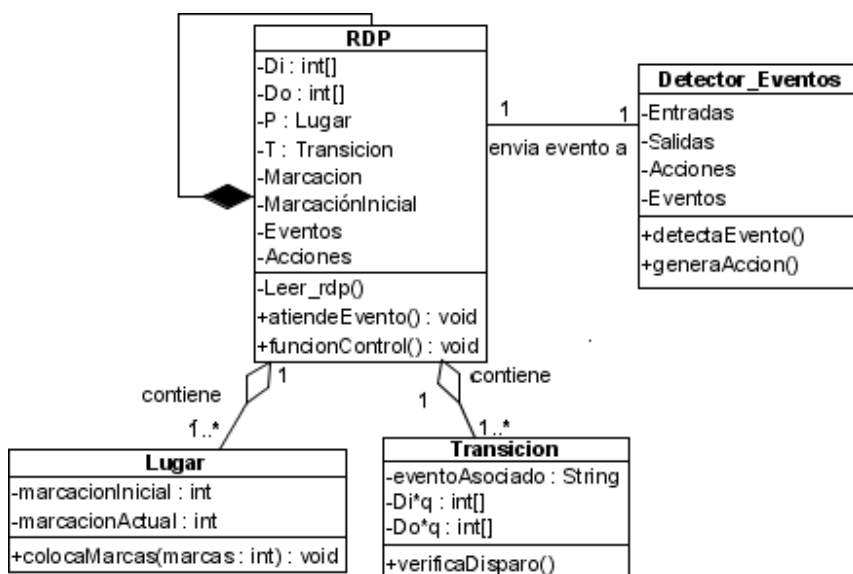 RDP
-Di : int[]
-Do : int[]
-P : Lugar
-T : Transicion
-Marcacion
-MarcaciónInicial
-Eventos
-Acciones
-Leer_rdp()
+atiendeEvento() : void
+funcionControl() : void
1
1
envia evento a
Detector_Eventos
-Entradas
-Salidas
-Acciones
-Eventos
+detectaEvento()
+generaAccion()
contiene
1
1..*
contiene
1
1..*
Lugar
-marcacionInicial : int
-marcacionActual : int
+colocaMarcas(marcas : int) : void
Transicion
-eventoAsociado : String
-Di*q : int[]
-Do*q : int[]
+verificaDisparo()